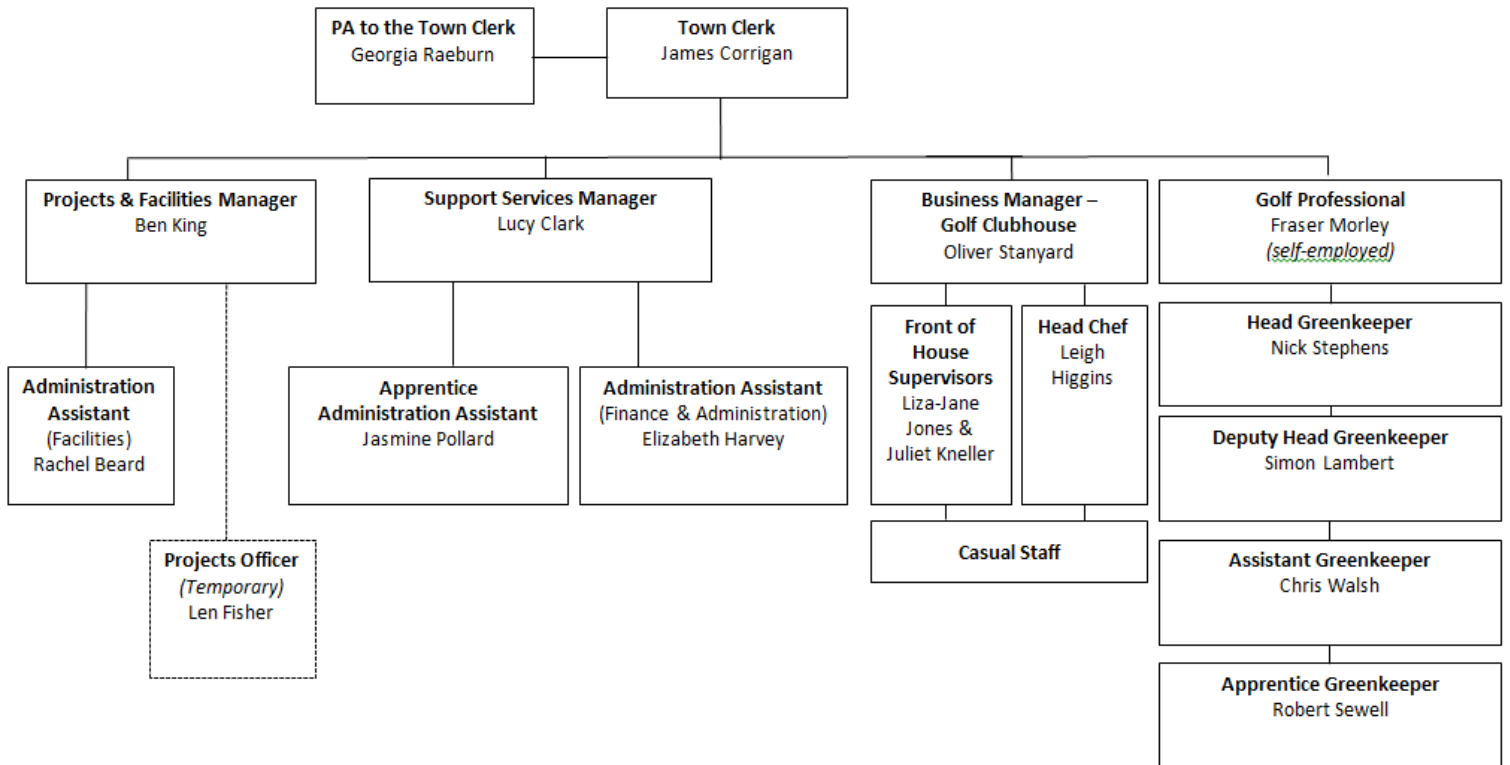 PA to the Town Clerk
Georgia Raeburn
Town Clerk
James Corrigan
Projects & Facilities Manager
Ben King
Support Services Manager
Lucy Clark
Business Manager –
Golf Clubhouse
Oliver Stanyard
Golf Professional
Fraser Morley
(self-employed)
Front of
House
Supervisors
Liza-Jane
Jones &
Juliet Kneller
Head Chef
Leigh
Higgins
Head Greenkeeper
Nick Stephens
Administration
Assistant
(Facilities)
Rachel Beard
Apprentice
Administration Assistant
Jasmine Pollard
Administration Assistant
(Finance & Administration)
Elizabeth Harvey
Deputy Head Greenkeeper
Simon Lambert
Projects Officer
(Temporary)
Len Fisher
Casual Staff
Assistant Greenkeeper
Chris Walsh
Apprentice Greenkeeper
Robert Sewell